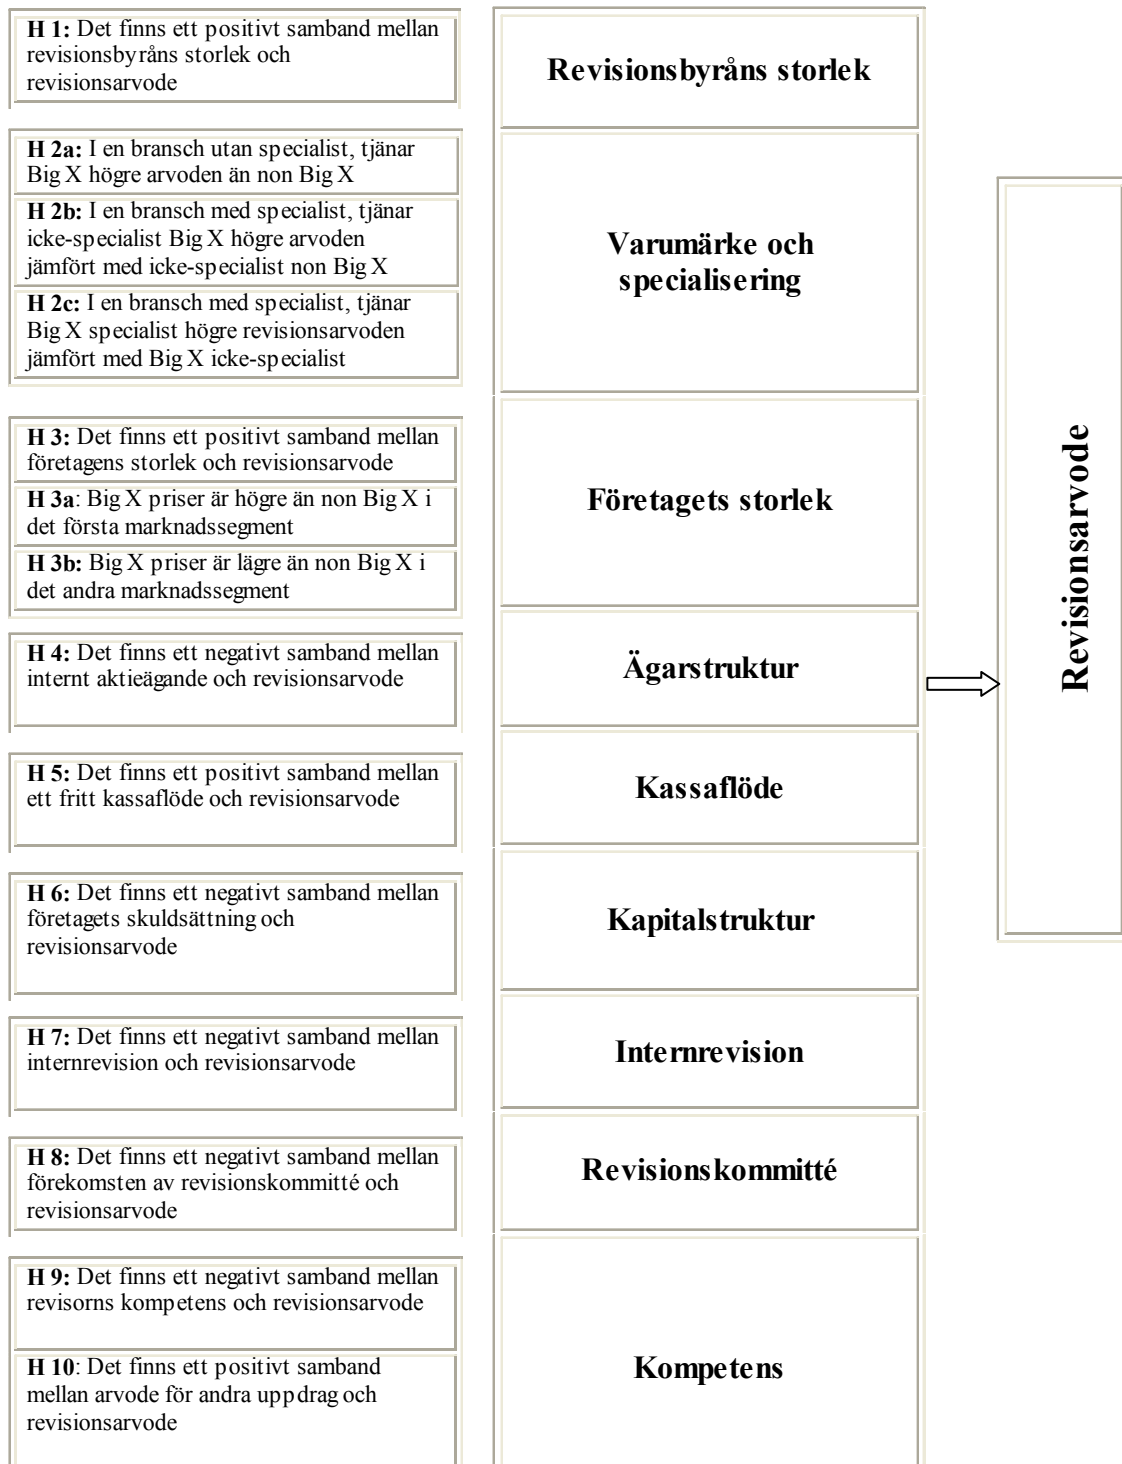 H 1: Det finns ett positivt samband mellan
revisionsbyråns storlek och
revisionsarvode
Revisionsbyråns storlek
H 2a: I en bransch utan specialist, tjänar
Big X högre arvoden än non Big X
H 2b: I en bransch med specialist, tjänar
icke-specialist Big X högre arvoden
jämfört med icke-specialist non Big X
H 2c: I en bransch med specialist, tjänar
Big X specialist högre revisionsarvoden
jämfört med Big X icke-specialist
Varumärke och
specialisering
H 3: Det finns ett positivt samband mellan
företagens storlek och revisionsarvode
H 3a: Big X priser är högre än non Big X i
det första marknadssegment
H 3b: Big X priser är lägre än non Big X i
det andra marknadssegment
Företagets storlek
H 4: Det finns ett negativt samband mellan
internt aktieägande och revisionsarvode
Ägarstruktur
H 5: Det finns ett positivt samband mellan
ett fritt kassaflöde och revisionsarvode
Kassaflöde
H 6: Det finns ett negativt samband mellan
företagets skuldsättning och
revisionsarvode
Kapitalstruktur
H 7: Det finns ett negativt samband mellan
internrevision och revisionsarvode
Internrevision
H 8: Det finns ett negativt samband mellan
förekomsten av revisionskommitté och
revisionsarvode
Revisionskommitté
H 9: Det finns ett negativt samband mellan
revisorns kompetens och revisionsarvode
H 10: Det finns ett positivt samband
mellan arvode för andra uppdrag och
revisionsarvode
Kompetens
Revisionsarvode